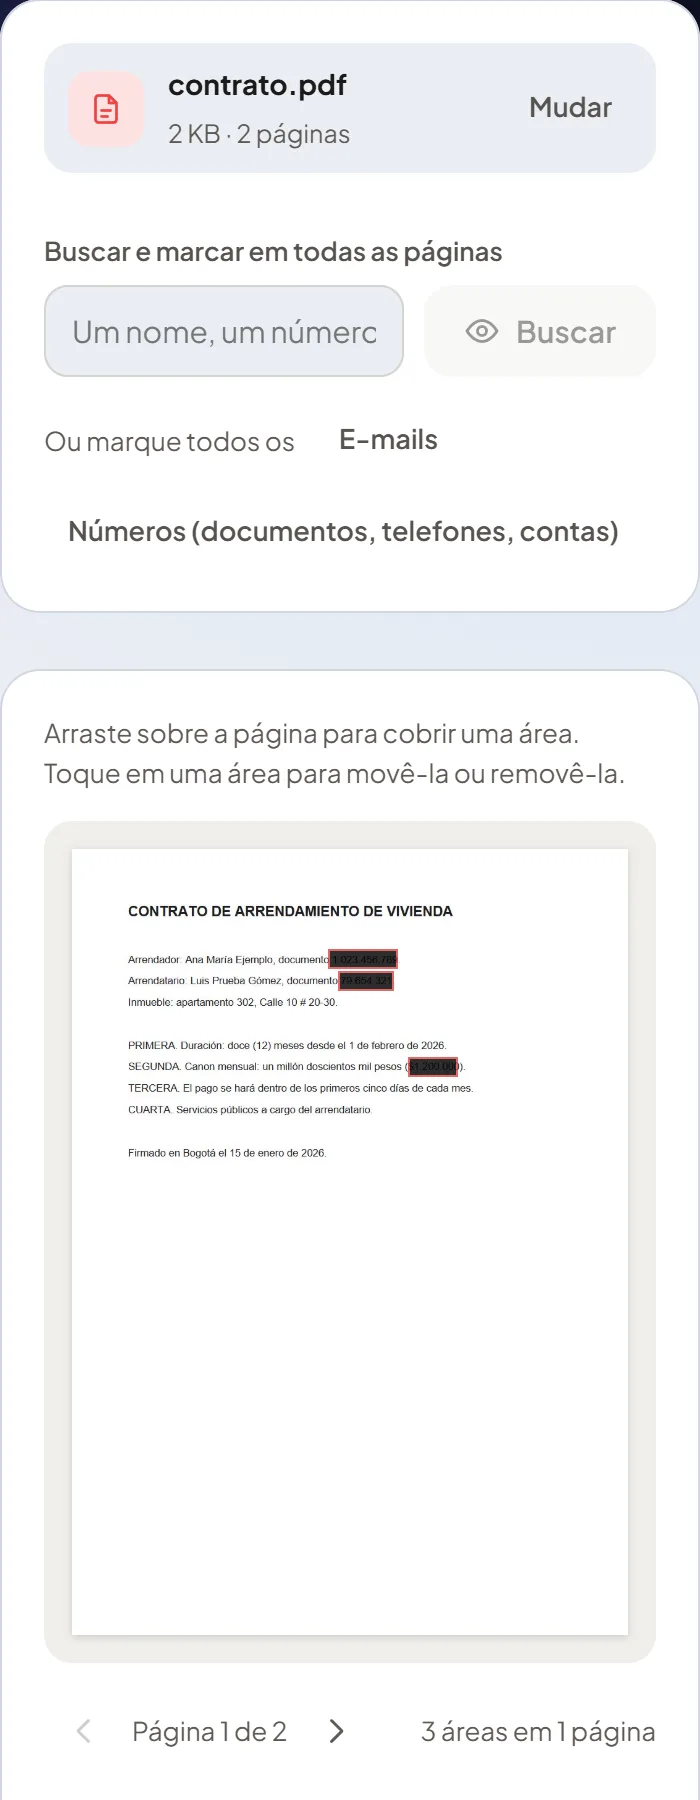 contrato.pdf
2 KB · 2 páginas
Mudar
Buscar e marcar em todas as páginas
Um nome, um número
Buscar
Ou marque todos os
E-mails
Números (documentos, telefones, contas)
Arraste sobre a página para cobrir uma área.
Toque em uma área para movê-la ou removê-la.
CONTRATO DE ARRENDAMIENTO DE VIVIENDA
Arrendador: Ana María Ejemplo, documento
Arrendatario: Luis Prueba Gómez, documento
Inmueble: apartamento 302, Calle 10 # 20-30.
PRIMERA. Duración: doce (12) meses desde el 1 de febrero de 2026.
SEGUNDA. Canon mensual: un millón doscientos mil pesos ( ).
TERCERA. El pago se hará dentro de los primeros cinco días de cada mes.
CUARTA. Servicios públicos a cargo del arrendatario.
Firmado en Bogotá el 15 de enero de 2026.
Página 1 de 2
3 áreas em 1 página